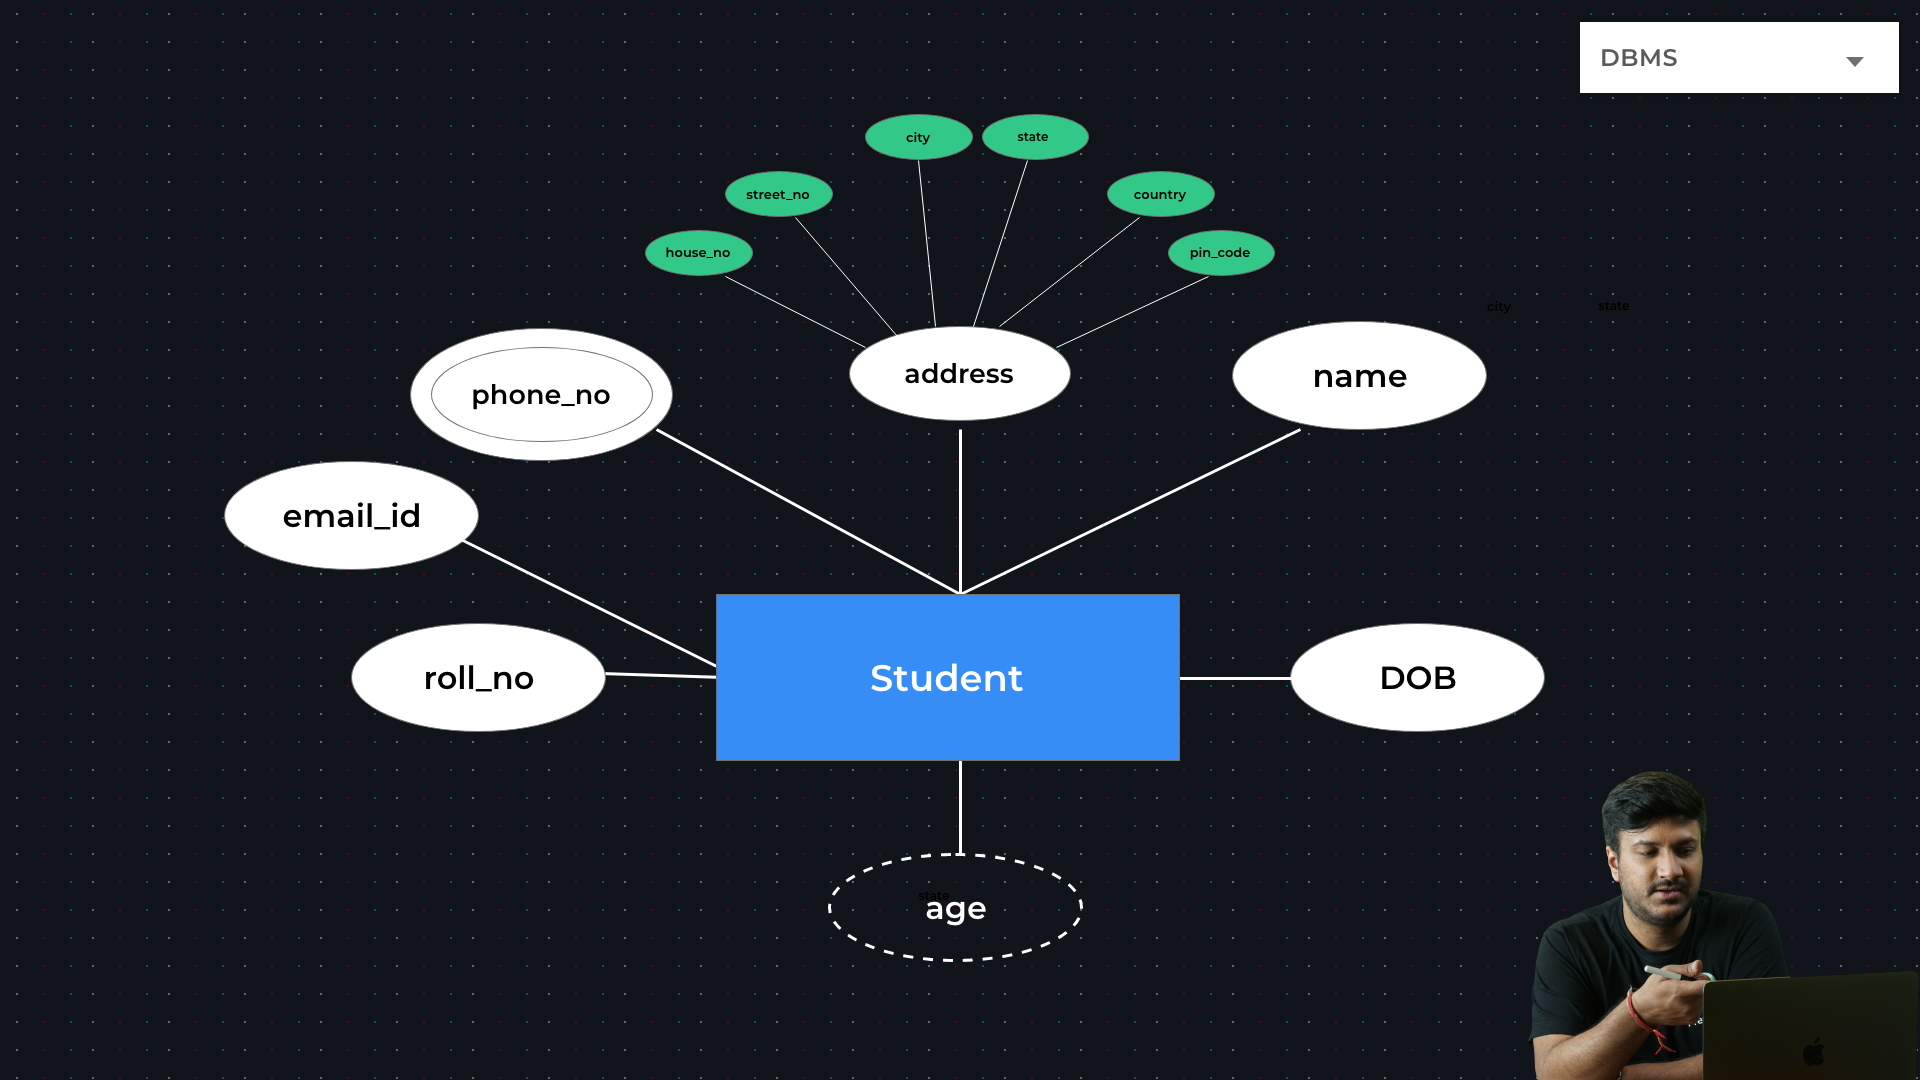 DBMS
city
state
street_no
country
house_no
pin_code
city
state
address
name
phone_no
email_id
roll_no
Student
DOB
state
age